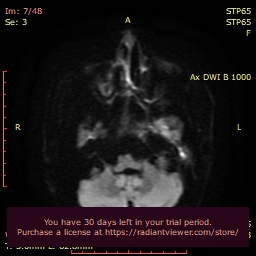 Im: 7/48
Se: 3
A
STP65
STP65
F
Ax DWI B 1000
R
L
You have 30 days left in your trial period.
Purchase a license at https://radiantviewer.com/store/